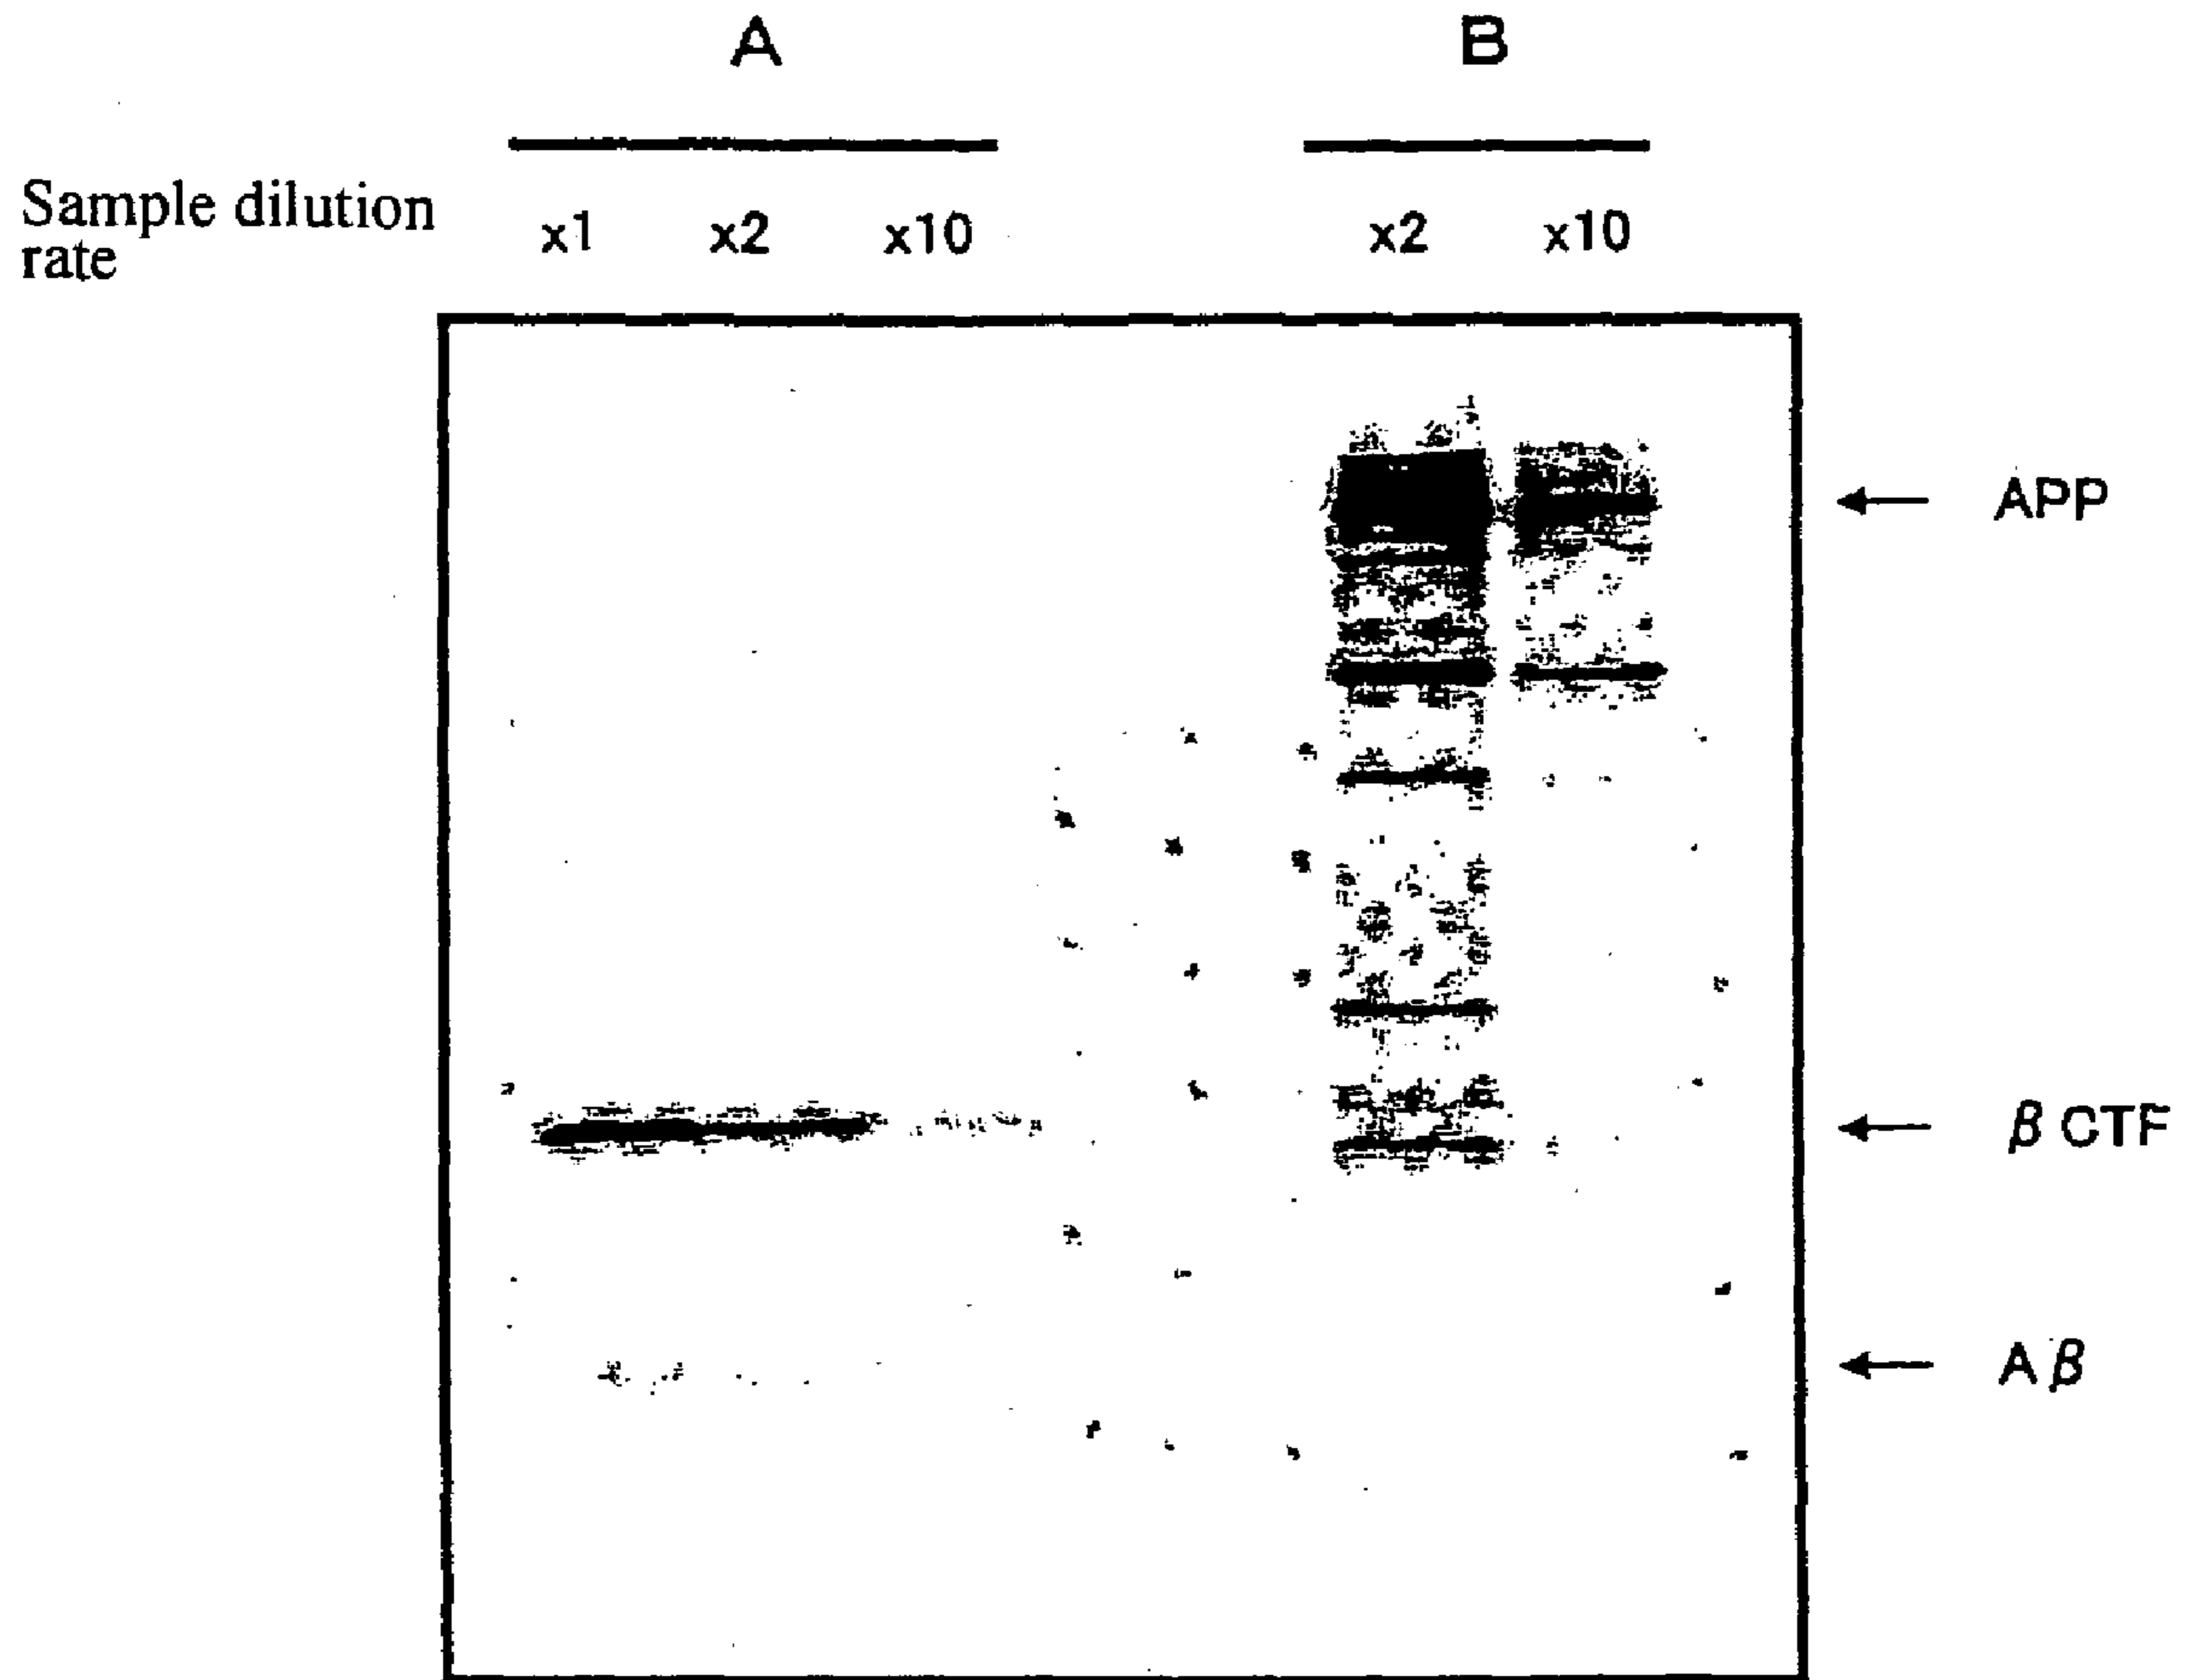 A
B
Sample dilution
rate
x1 x2 x10
x2 x10
APP
β CTF
Aβ